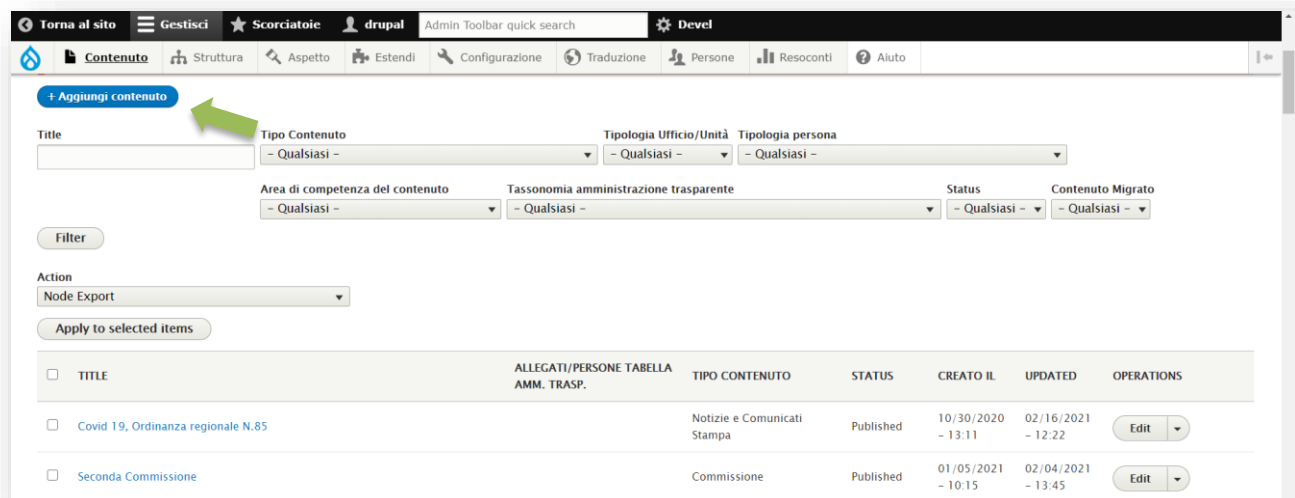 Torna al sito Gestisci Scorciatoie drupal Admin Toolbar quick search Devel
Contenuto Struttura Aspetto Estendi Configurazione Traduzione Persone Resoconti Aiuto
+ Aggiungi contenuto
Title Tipo Contenuto Tipologia Ufficio/Unità Tipologia persona
– Qualsiasi – – Qualsiasi – – Qualsiasi –
Area di competenza del contenuto Tassonomia amministrazione trasparente Status Contenuto Migrato
– Qualsiasi – – Qualsiasi – – Qualsiasi – – Qualsiasi –
Filter
Action
Node Export
Apply to selected items
TITLE ALLEGATI/PERSONE TABELLA AMM. TRASP. TIPO CONTENUTO STATUS CREATO IL UPDATED OPERATIONS
Covid 19, Ordinanza regionale N.85 Notizie e Comunicati Stampa Published 10/30/2020 – 13:11 02/16/2021 – 12:22 Edit
Seconda Commissione Commissione Published 01/05/2021 – 10:15 02/04/2021 – 13:45 Edit